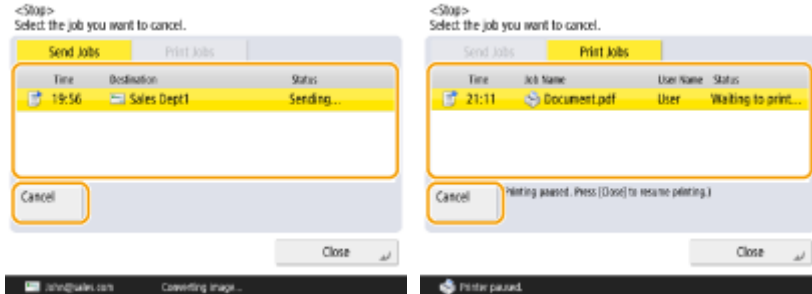 <Stop>
Select the job you want to cancel.
Send Jobs Print Jobs
Time Destination Status
19:56 Sales Dept1 Sending...
Cancel
Close
John@sales.com Converting image...
<Stop>
Select the job you want to cancel.
Send Jobs Print Jobs
Time Job Name User Name Status
21:11 Document.pdf User Waiting to print...
Cancel Printing paused. Press [Close] to resume printing.)
Close
Printer paused.